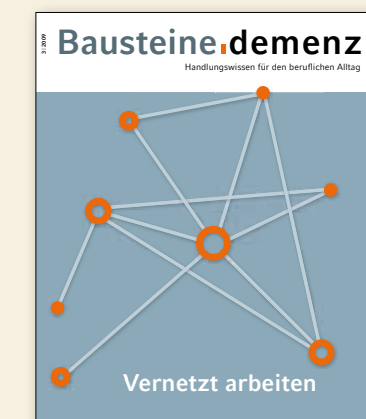 3|2009
Bausteine.demenz
Handlungswissen für den beruflichen Alltag
Vernetzt arbeiten